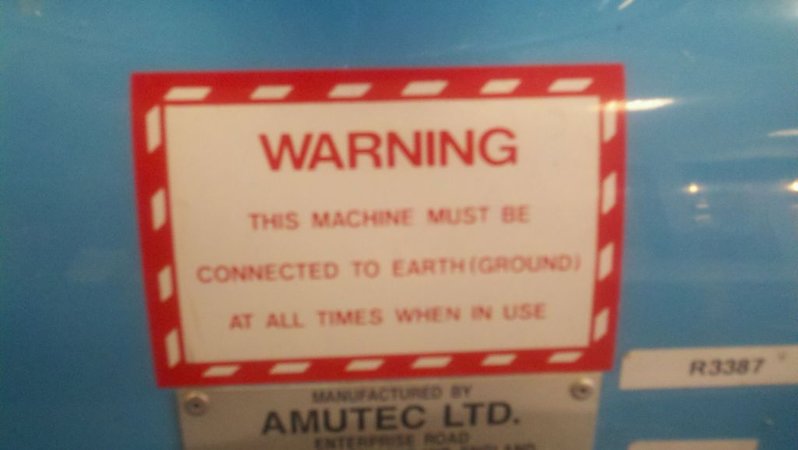 WARNING
THIS MACHINE MUST BE
CONNECTED TO EARTH (GROUND)
AT ALL TIMES WHEN IN USE
R3387
MANUFACTURED BY
AMUTEC LTD.
ENTERPRISE ROAD
ENGLAND